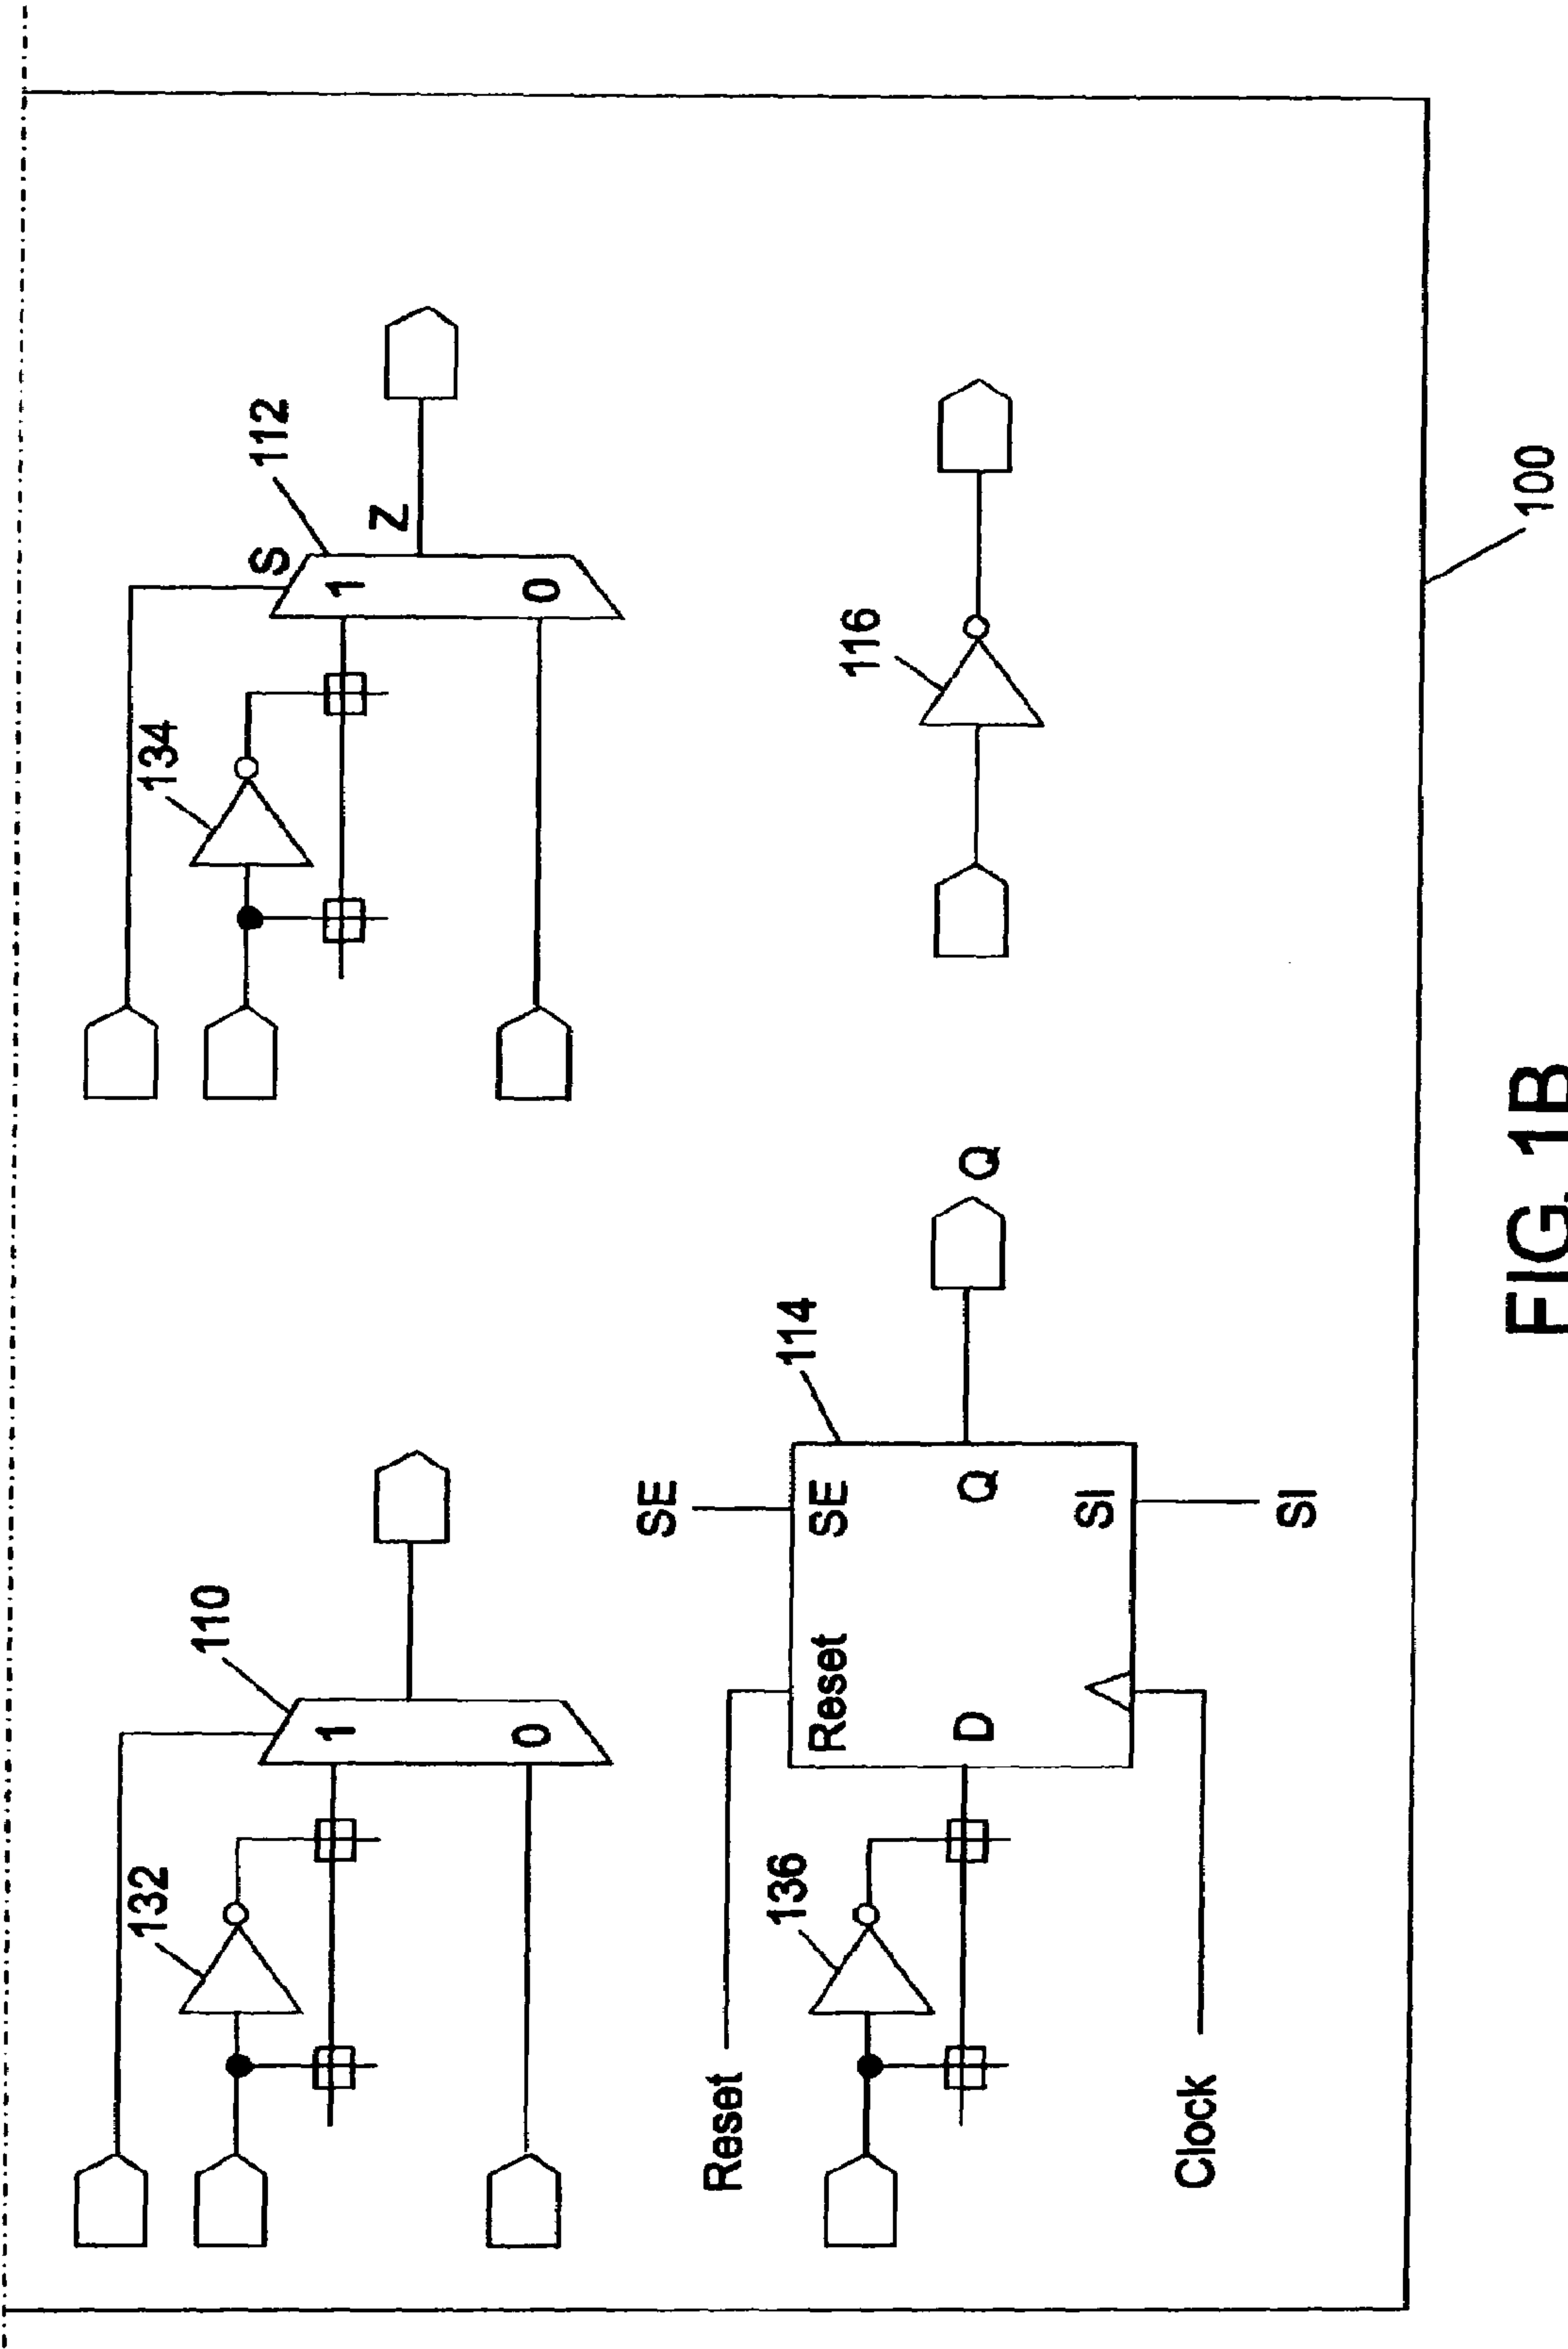 110
132
1
0
112
S
134
1
Z
0
Reset
SE
114
136
Reset
SE
D
Q
Q
SI
Clock
SI
116
100
FIG. 1B